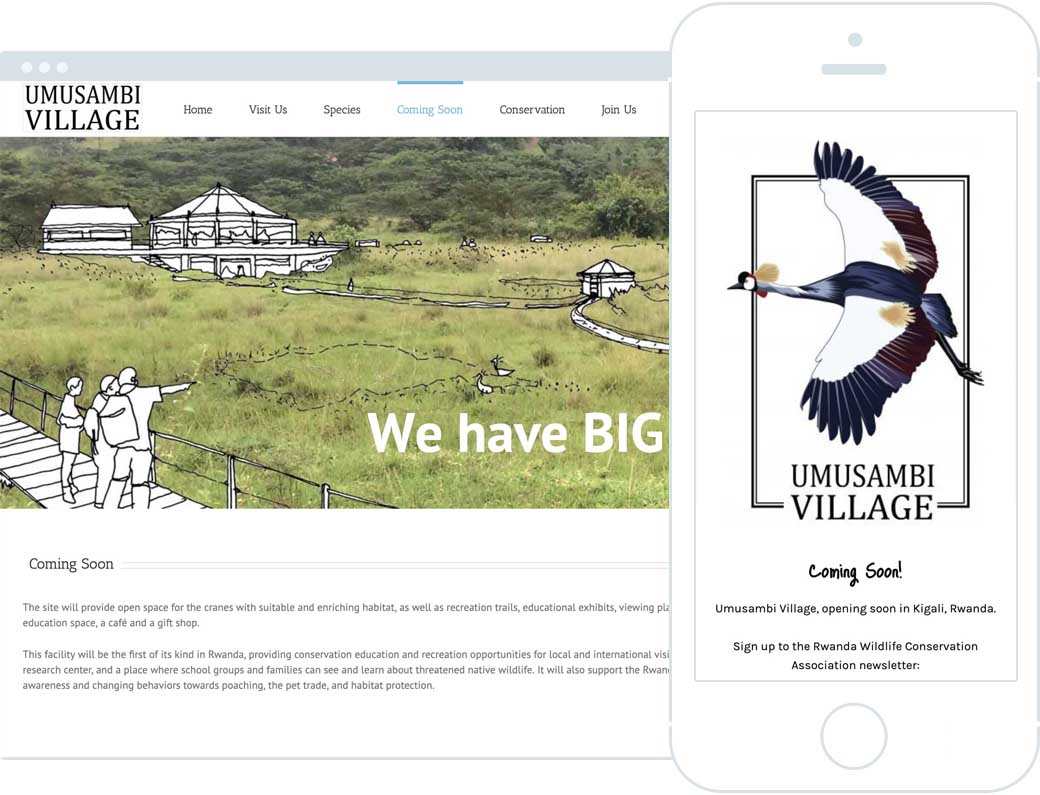 UMUSAMBI
VILLAGE
Home
Visit Us
Species
Coming Soon
Conservation
Join Us
We have BIG
Coming Soon
The site will provide open space for the cranes with suitable and enriching habitat, as well as recreation trails, educational exhibits, viewing pla
education space, a café and a gift shop.
This facility will be the first of its kind in Rwanda, providing conservation education and recreation opportunities for local and international visi
research center, and a place where school groups and families can see and learn about threatened native wildlife. It will also support the Rwan
awareness and changing behaviors towards poaching, the pet trade, and habitat protection.
UMUSAMBI
VILLAGE
Coming Soon!
Umusambi Village, opening soon in Kigali, Rwanda.
Sign up to the Rwanda Wildlife Conservation
Association newsletter: